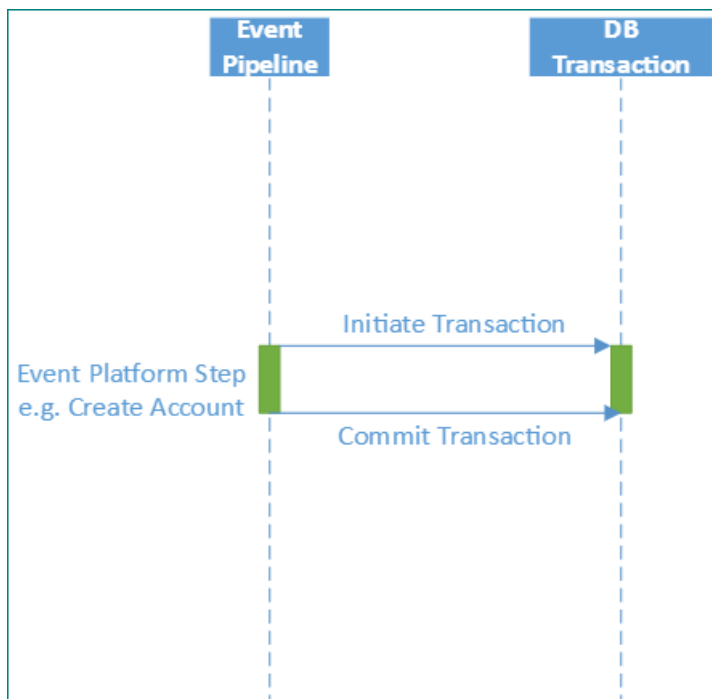 Event
Pipeline
DB
Transaction
Initiate Transaction
Event Platform Step
e.g. Create Account
Commit Transaction